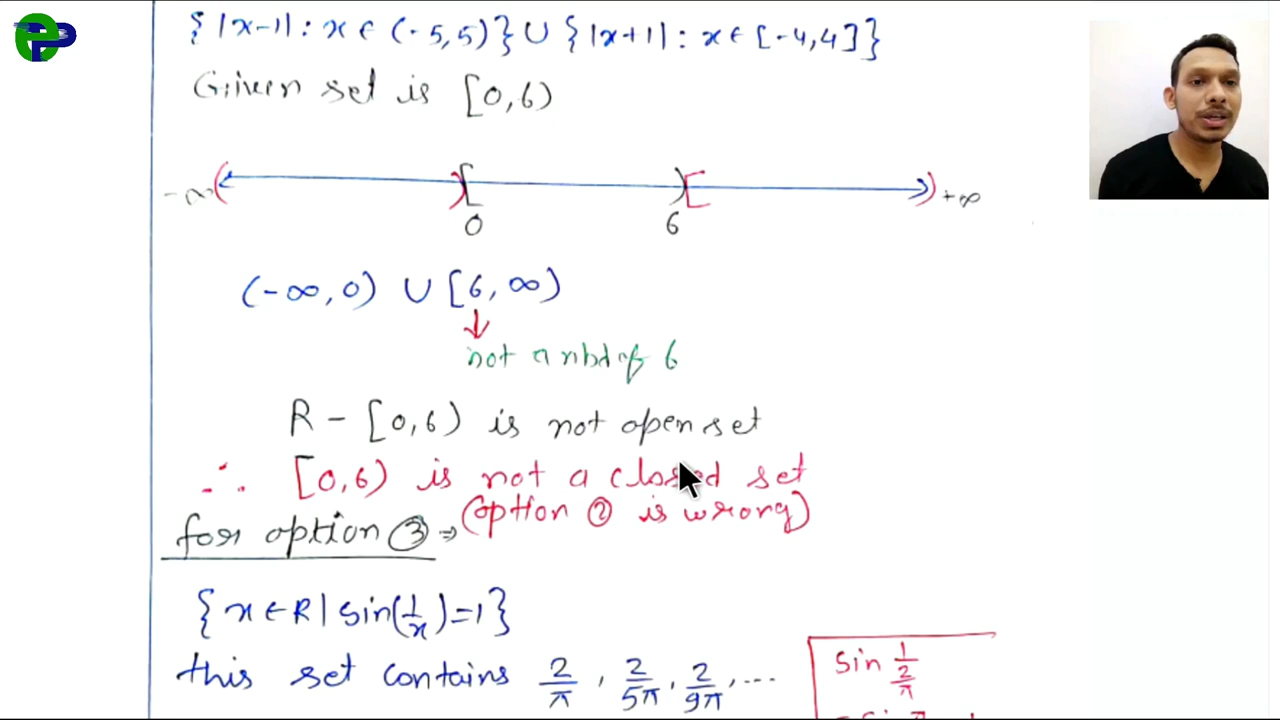 eP
{|x-1| : x ∈ (-5,5)} ∪ {|x+1| : x ∈ [-4,4]}
Given set is [0,6)
-∞ ( ) [ ) [ ) +∞
0 6
(-∞,0) ∪ [6,∞)
↓
not a nbd of 6
R - [0,6) is not open set
∴ [0,6) is not a closed set
(option ② is wrong)
for option ③ ⇒
{x ∈ R | sin(1/x) = 1}
this set contains 2/π, 2/5π, 2/9π, ...
sin 1/(2/π)